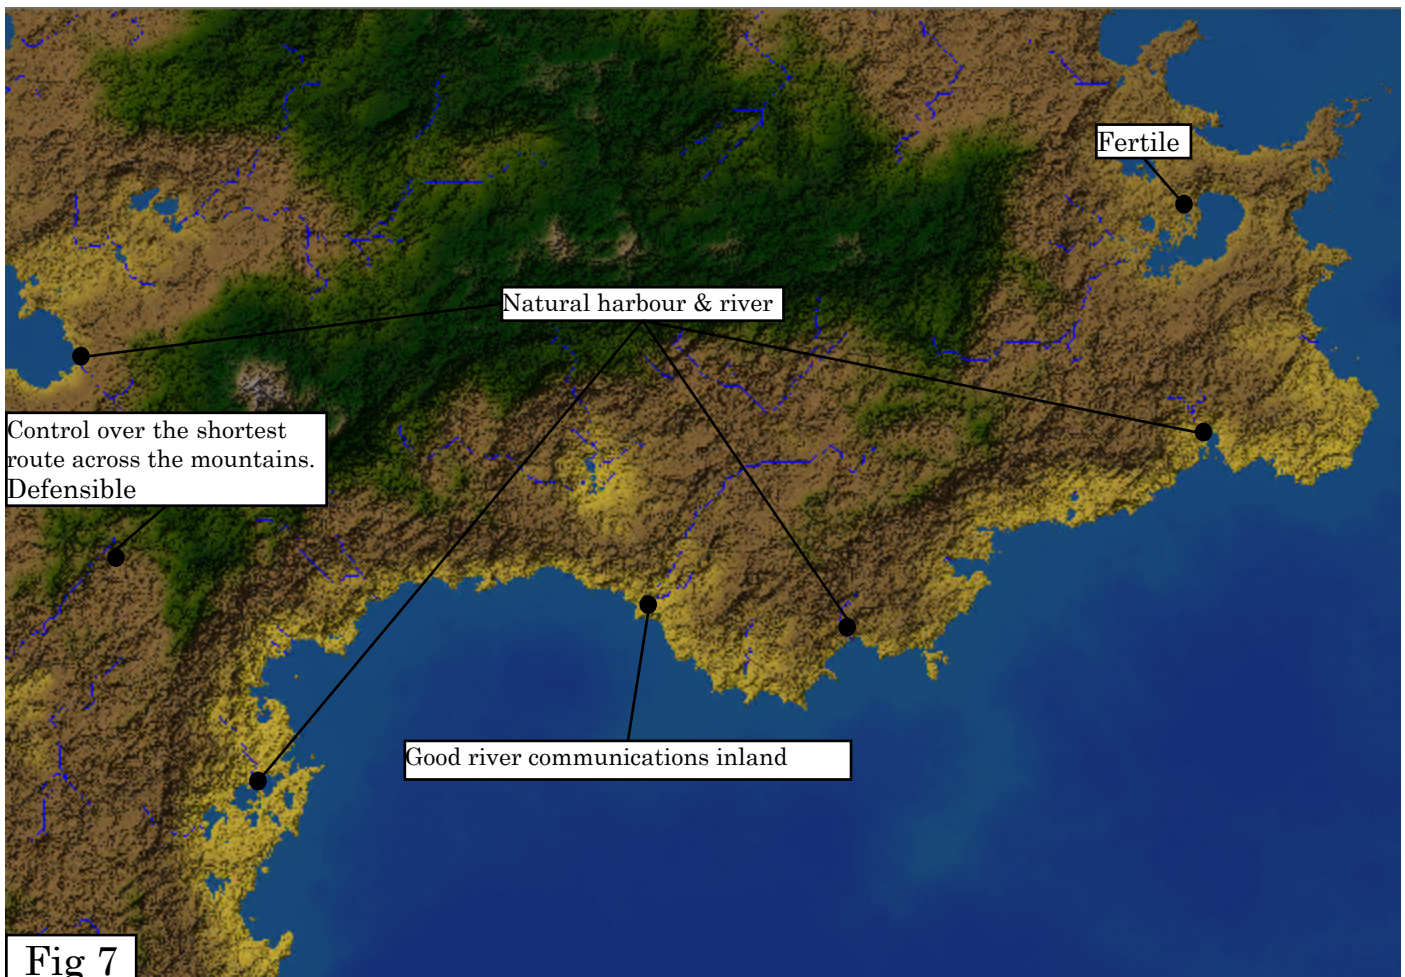 Fertile
Natural harbour & river
Control over the shortest
route across the mountains.
Defensible
Good river communications inland
Fig 7